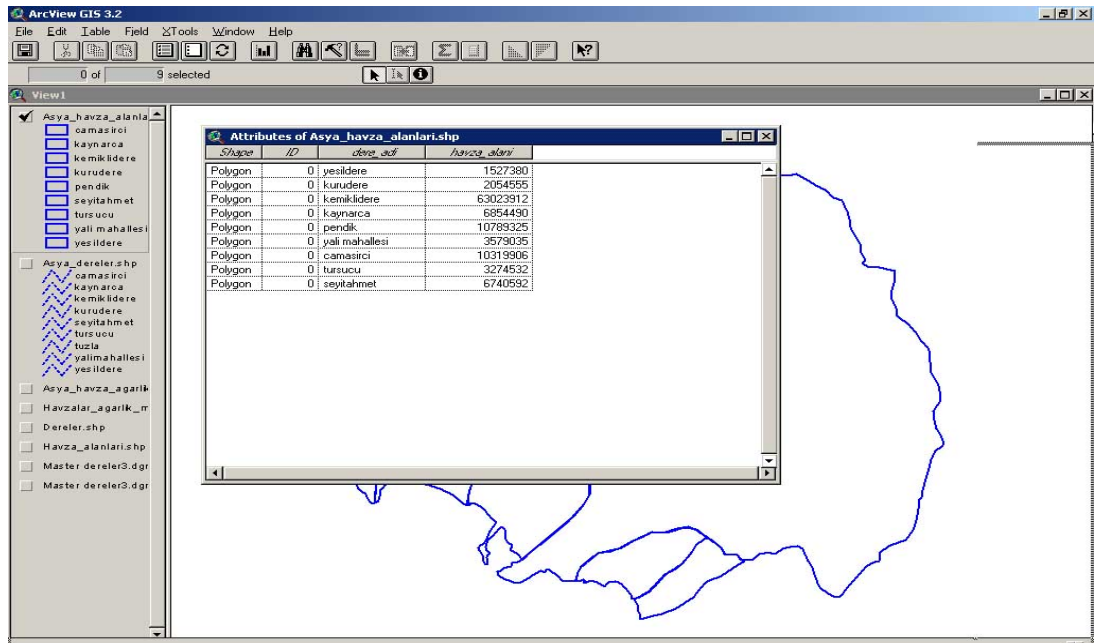 ArcView GIS 3.2
File Edit Table Field XTools Window Help
0 of 9 selected
View1
Asya_havza_alanla
camasirci
kaynarca
kemiklidere
kurudere
pendik
seyitahmet
tursucu
yali mahallesi
yesildere
Asya_dereler.shp
camasirci
kaynarca
kemiklidere
kurudere
seyitahmet
tursucu
tuzla
yalimahallesi
yesildere
Asya_havza_agarlik
Havzalar_agarlik_m
Dereler.shp
Havza_alanlari.shp
Master dereler3.dgr
Master dereler3.dgr
Attributes of Asya_havza_alanlari.shp
Shape ID dere_adi havza_alani
Polygon 0 yesildere 1527380
Polygon 0 kurudere 2054555
Polygon 0 kemiklidere 63023912
Polygon 0 kaynarca 6854490
Polygon 0 pendik 10789325
Polygon 0 yali mahallesi 3579035
Polygon 0 camasirci 10319906
Polygon 0 tursucu 3274532
Polygon 0 seyitahmet 6740592